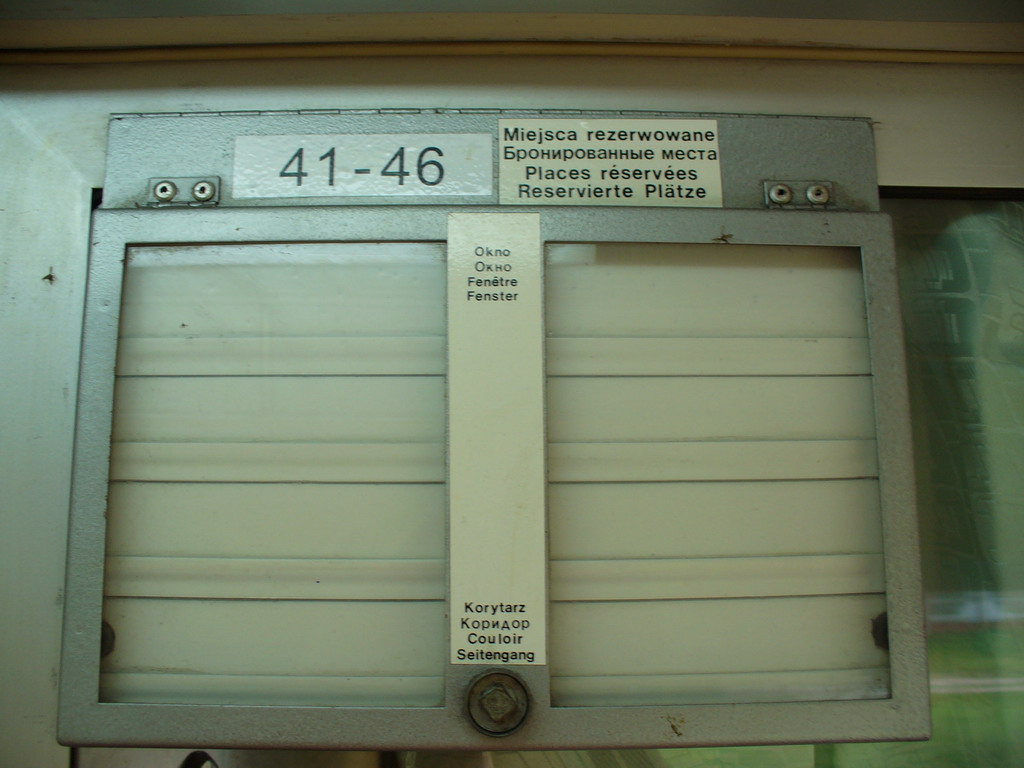 41-46
Miejsca rezerwowane
Бронированные места
Places réservées
Reservierte Plätze
Okno
Окно
Fenêtre
Fenster
Korytarz
Коридор
Couloir
Seitengang